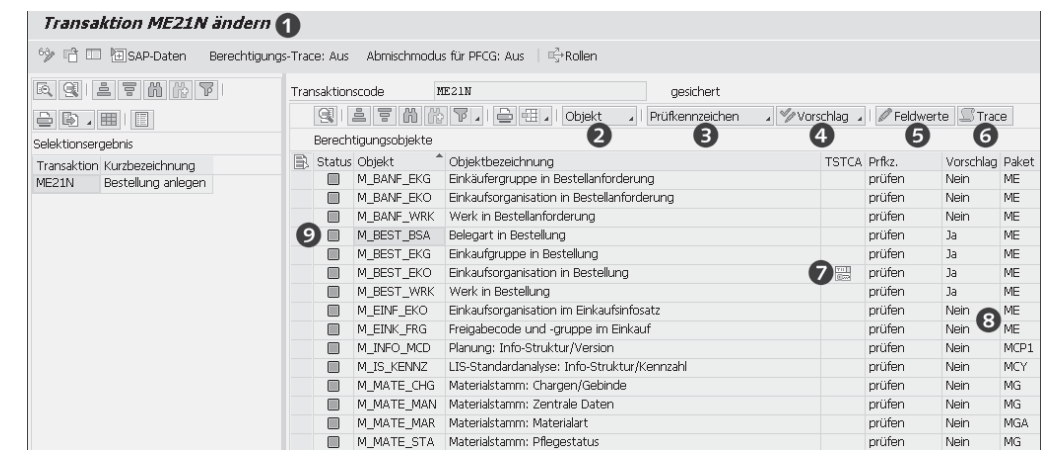 Transaktion ME21N ändern 1
SAP-Daten Berechtigungs-Trace: Aus Abmischmodus für PFCG: Aus Rollen
Selektionsergebnis
Transaktion Kurzbezeichnung
ME21N Bestellung anlegen
Transaktionscode ME21N gesichert
Objekt Prüfkennzeichen Vorschlag Feldwerte Trace
2 3 4 5 6
Berechtigungsobjekte
Status Objekt Objektbezeichnung TSTCA Prfkz. Vorschlag Paket
M_BANF_EKG Einkäufergruppe in Bestellanforderung prüfen Nein ME
M_BANF_EKO Einkaufsorganisation in Bestellanforderung prüfen Nein ME
M_BANF_WRK Werk in Bestellanforderung prüfen Nein ME
9 M_BEST_BSA Belegart in Bestellung prüfen Ja ME
M_BEST_EKG Einkaufgruppe in Bestellung prüfen Ja ME
M_BEST_EKO Einkaufsorganisation in Bestellung 7 prüfen Ja ME
M_BEST_WRK Werk in Bestellung prüfen Ja ME
M_EINF_EKO Einkaufsorganisation im Einkaufsinfosatz prüfen Nein 8 ME
M_EINK_FRG Freigabecode und -gruppe im Einkauf prüfen Nein ME
M_INFO_MCD Planung: Info-Struktur/Version prüfen Nein MCP1
M_IS_KENNZ LIS-Standardanalyse: Info-Struktur/Kennzahl prüfen Nein MCY
M_MATE_CHG Materialstamm: Chargen/Gebinde prüfen Nein MG
M_MATE_MAN Materialstamm: Zentrale Daten prüfen Nein MG
M_MATE_MAR Materialstamm: Materialart prüfen Nein MGA
M_MATE_STA Materialstamm: Pflegestatus prüfen Nein MG